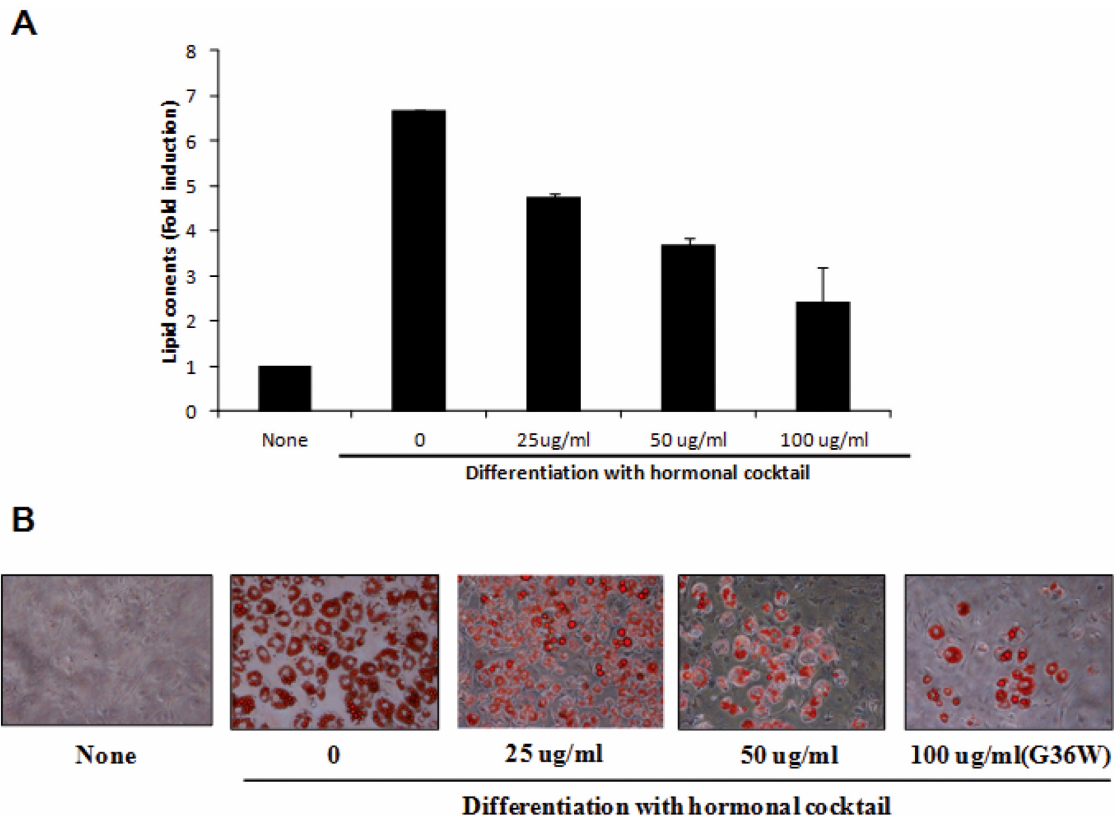 A
Lipid conents (Fold induction)
8
7
6
5
4
3
2
1
0
None 0 25ug/ml 50 ug/ml 100 ug/ml
Differentiation with hormonal cocktail
B
None 0 25 ug/ml 50 ug/ml 100 ug/ml(G36W)
Differentiation with hormonal cocktail